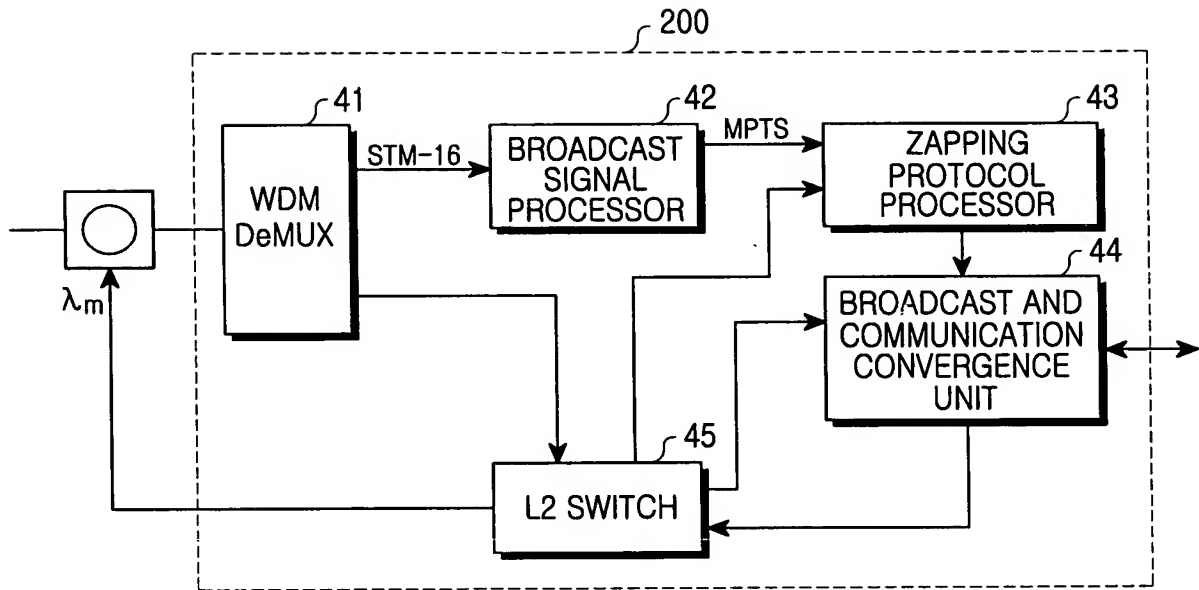 200
41
WDM
DeMUX
STM-16
42
BROADCAST
SIGNAL
PROCESSOR
MPTS
43
ZAPPING
PROTOCOL
PROCESSOR
44
BROADCAST AND
COMMUNICATION
CONVERGENCE
UNIT
λm
45
L2 SWITCH